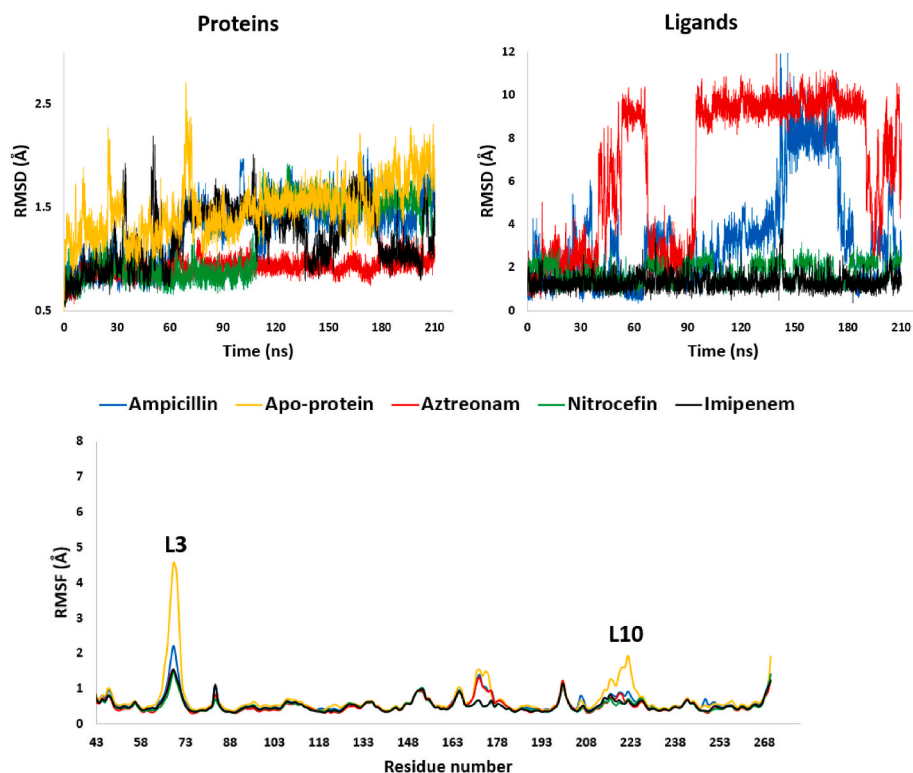 Proteins
RMSD (Å)
2.5
1.5
0.5
0 30 60 90 120 150 180 210
Time (ns)
Ligands
RMSD (Å)
12
10
8
6
4
2
0
0 30 60 90 120 150 180 210
Time (ns)
Ampicillin Apo-protein Aztreonam Nitrocefin Imipenem
RMSF (Å)
8
7
6
5
4
3
2
1
0
L3
L10
43 58 73 88 103 118 133 148 163 178 193 208 223 238 253 268
Residue number